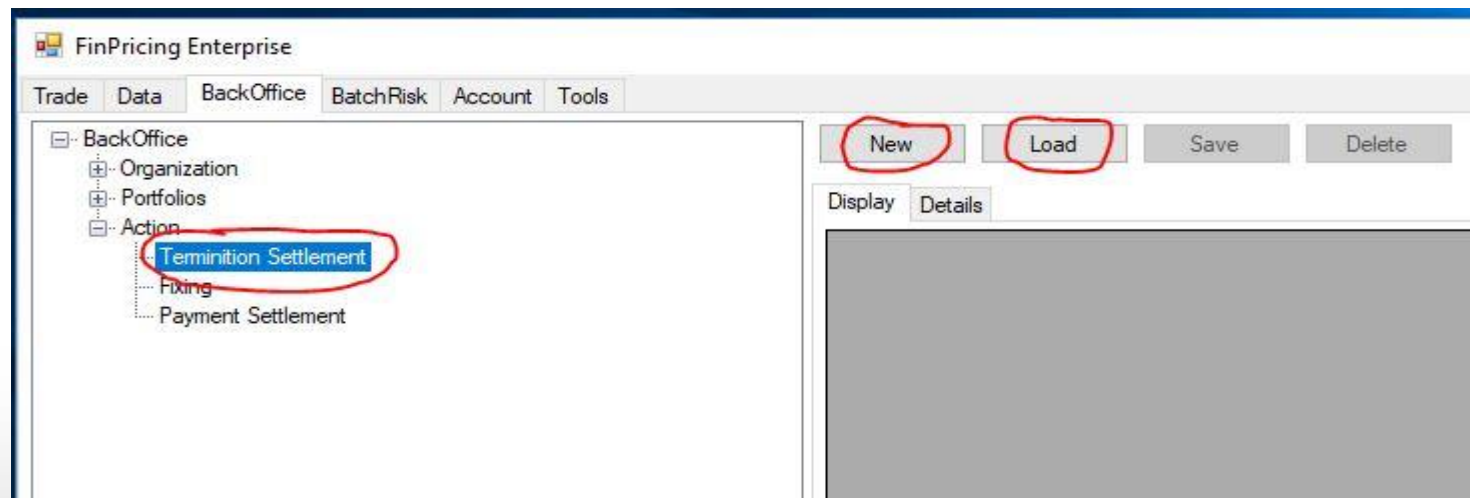 FinPricing Enterprise
Trade Data BackOffice BatchRisk Account Tools
BackOffice
Organization
Portfolios
Action
Terminition Settlement
Fixing
Payment Settlement
New Load Save Delete
Display Details